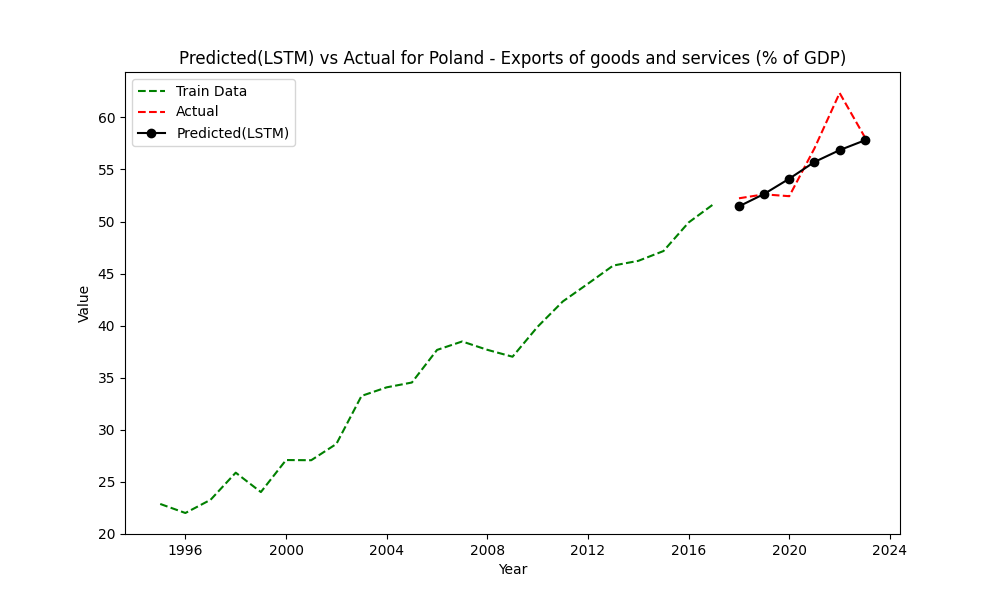 Predicted(LSTM) vs Actual for Poland - Exports of goods and services (% of GDP)
Train Data
Actual
Predicted(LSTM)
60
55
50
45
40
35
30
25
20
Value
1996 2000 2004 2008 2012 2016 2020 2024
Year